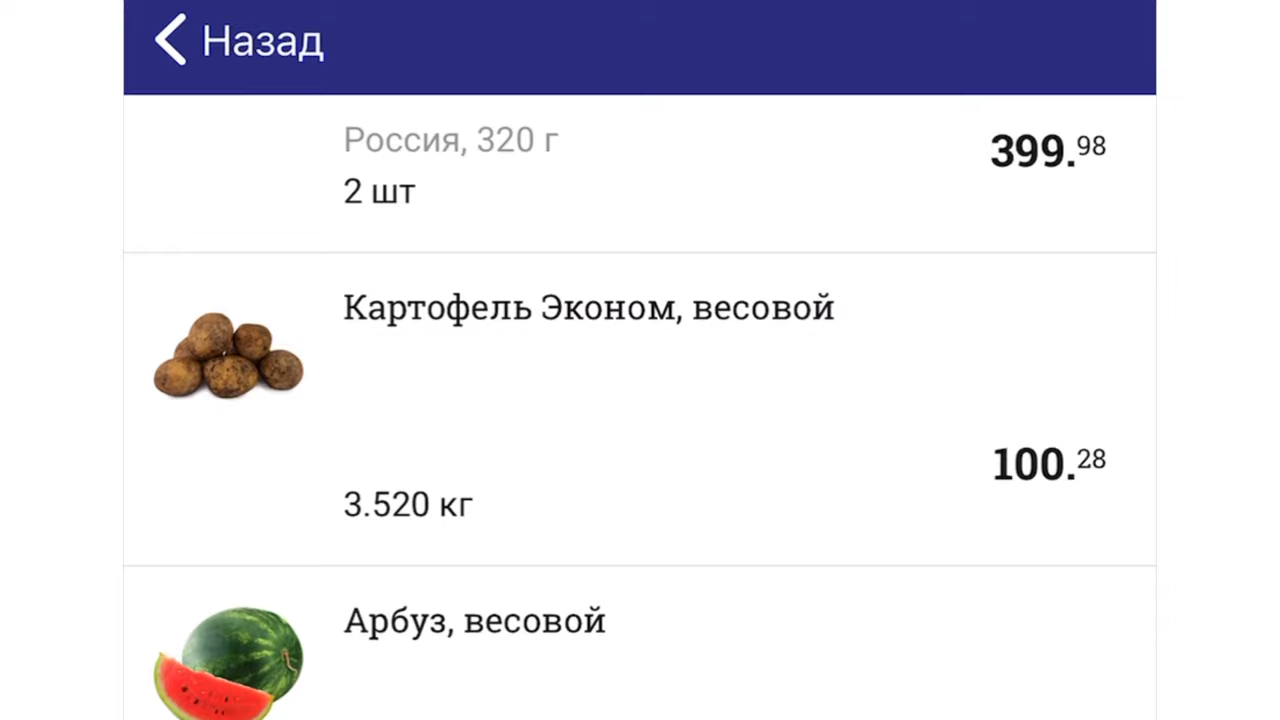 Назад
Россия, 320 г
399.98
2 шт
Картофель Эконом, весовой
100.28
3.520 кг
Арбуз, весовой